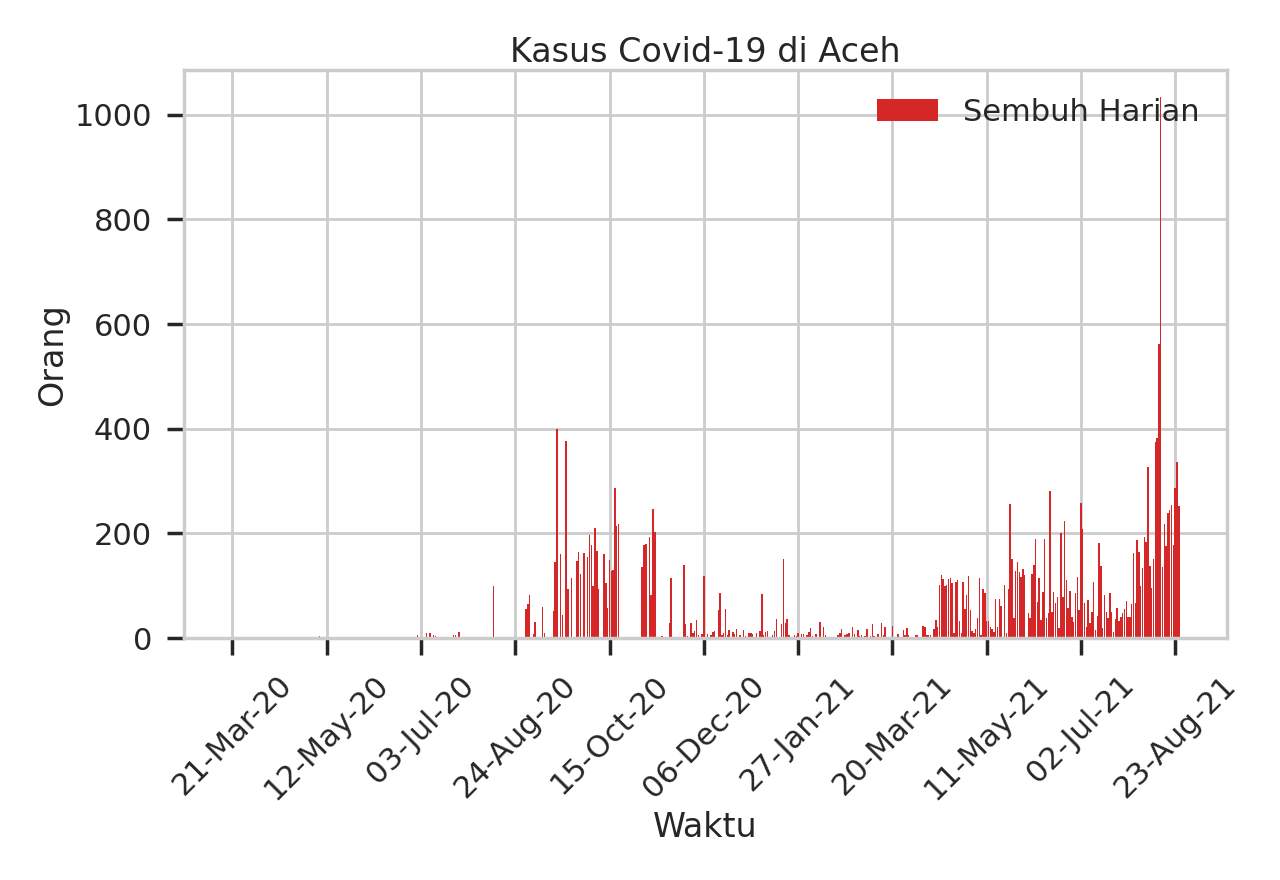 Kasus Covid-19 di Aceh
Sembuh Harian
Orang
1000
800
600
400
200
0
21-Mar-20
12-May-20
03-Jul-20
24-Aug-20
15-Oct-20
06-Dec-20
27-Jan-21
20-Mar-21
11-May-21
02-Jul-21
23-Aug-21
Waktu